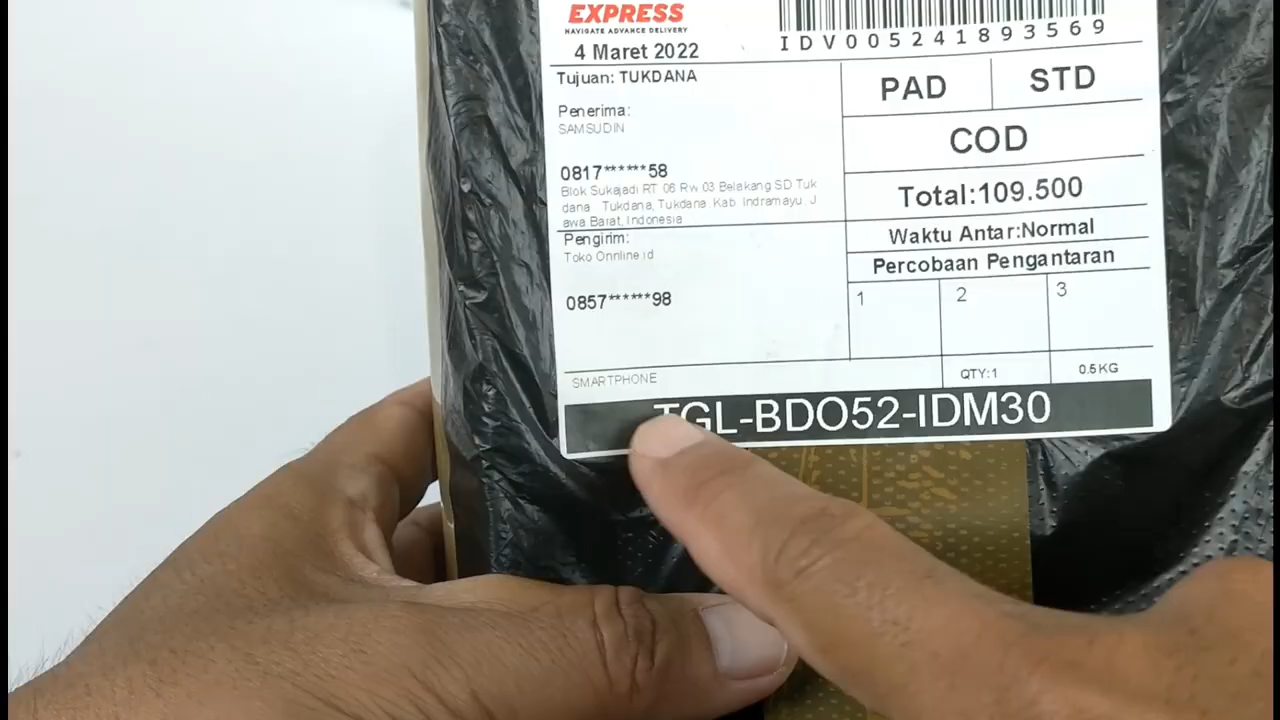 EXPRESS
NAVIGATE ADVANCE DELIVERY
4 Maret 2022
IDV005241893569
Tujuan: TUKDANA
PAD
STD
Penerima:
SAMSUDIN
COD
0817******58
Blok Sukajadi RT 06 Rw 03 Belakang SD Tuk
dana Tukdana, Tukdana. Kab Indramayu. J
awa Barat, Indonesia
Total:109.500
Pengirim:
Toko Onnline id
Waktu Antar:Normal
Percobaan Pengantaran
0857******98
1
2
3
SMARTPHONE
QTY:1
0.5KG
TGL-BDO52-IDM30